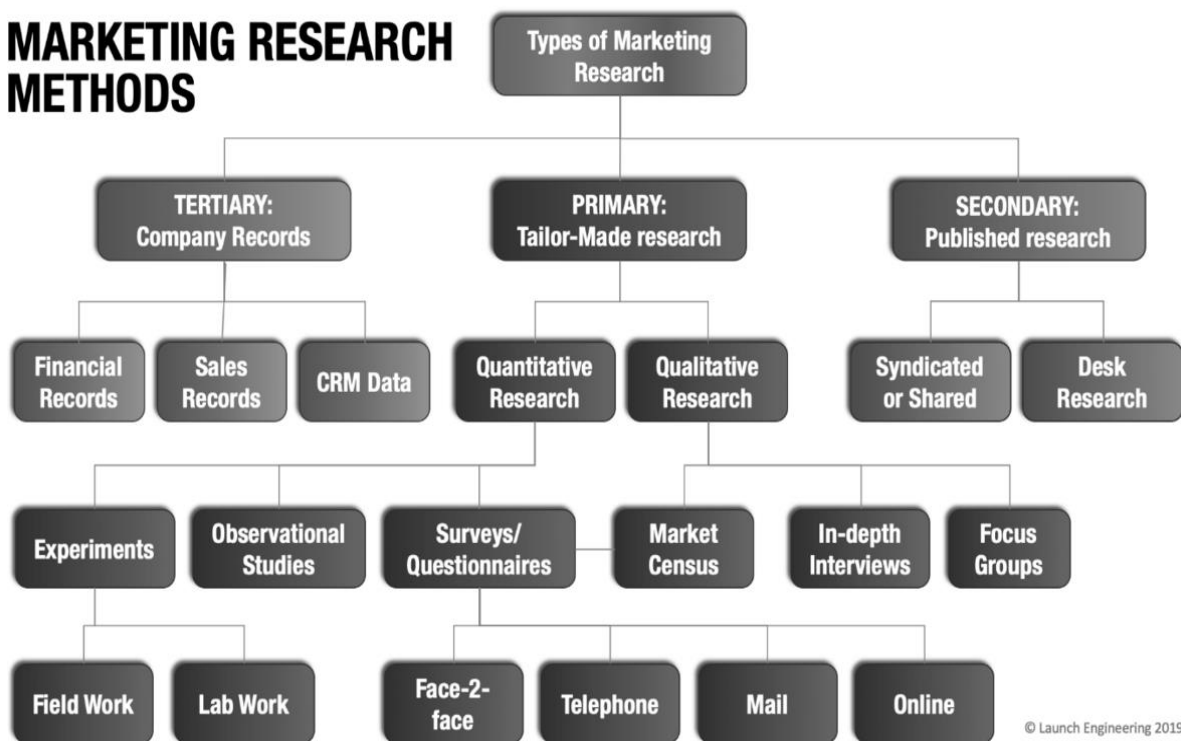 MARKETING RESEARCH
METHODS
Types of Marketing
Research
TERTIARY:
Company Records
PRIMARY:
Tailor-Made research
SECONDARY:
Published research
Financial
Records
Sales
Records
CRM Data
Quantitative
Research
Qualitative
Research
Syndicated
or Shared
Desk
Research
Experiments
Observational
Studies
Surveys/
Questionnaires
Market
Census
In-depth
Interviews
Focus
Groups
Field Work
Lab Work
Face-2-
face
Telephone
Mail
Online
© Launch Engineering 2019